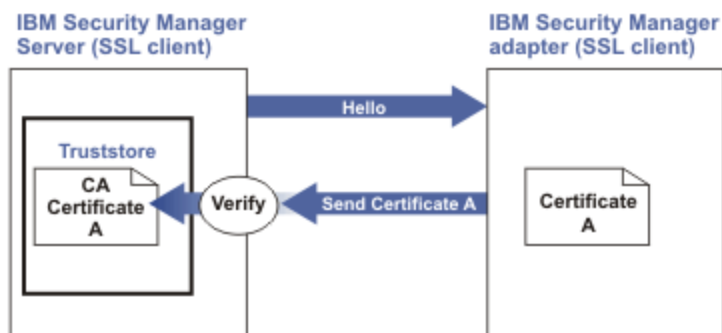 IBM Security Manager
Server (SSL client)
IBM Security Manager
adapter (SSL client)
Hello
Truststore
CA
Certificate
A
Verify
Send Certificate A
Certificate
A